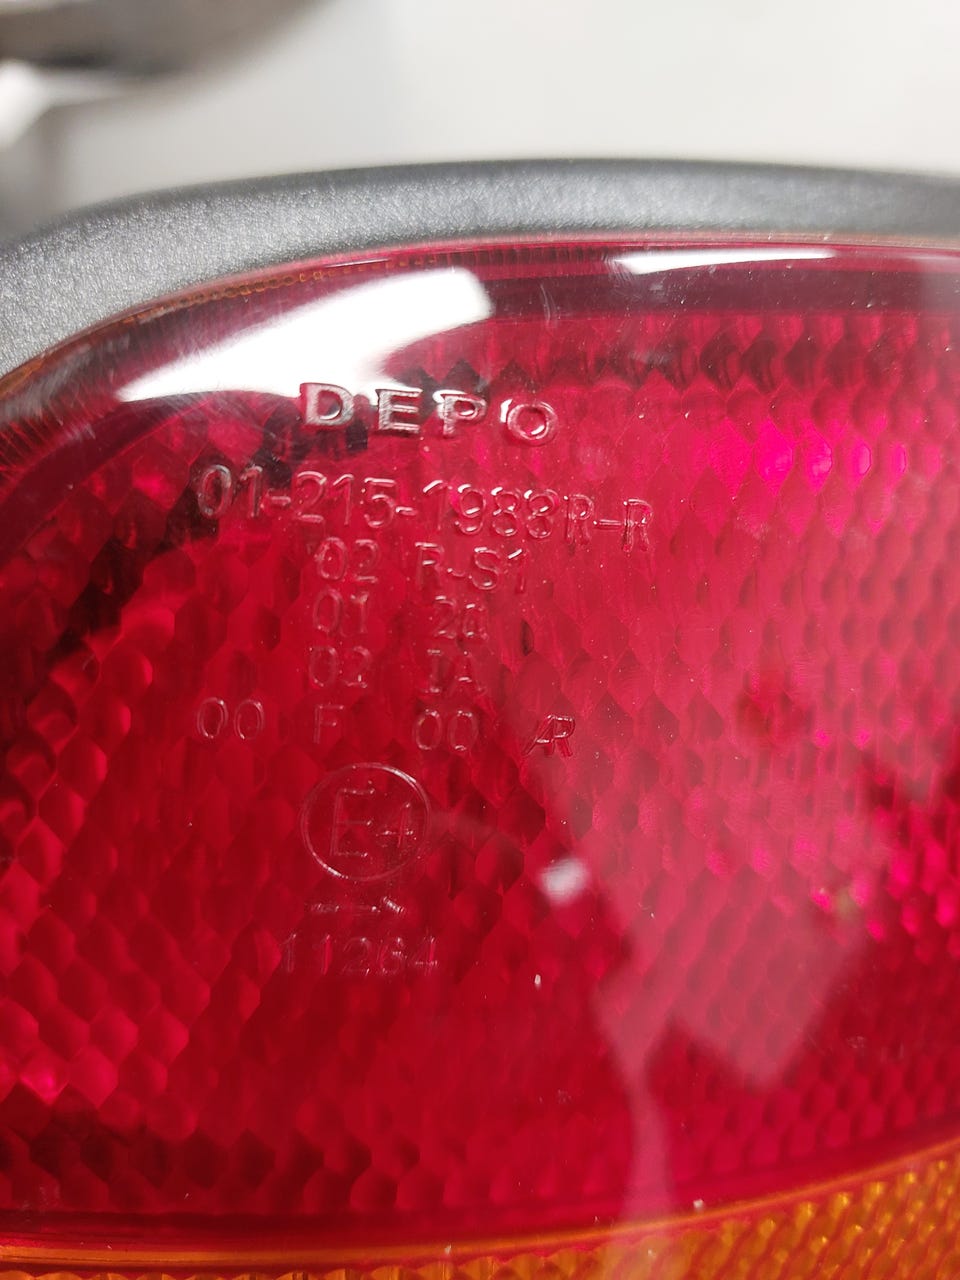 DEPO
01-215-1988R-R
02 R-S1
01 2a
02 IA
00 F 00 AR
E4
→
11264